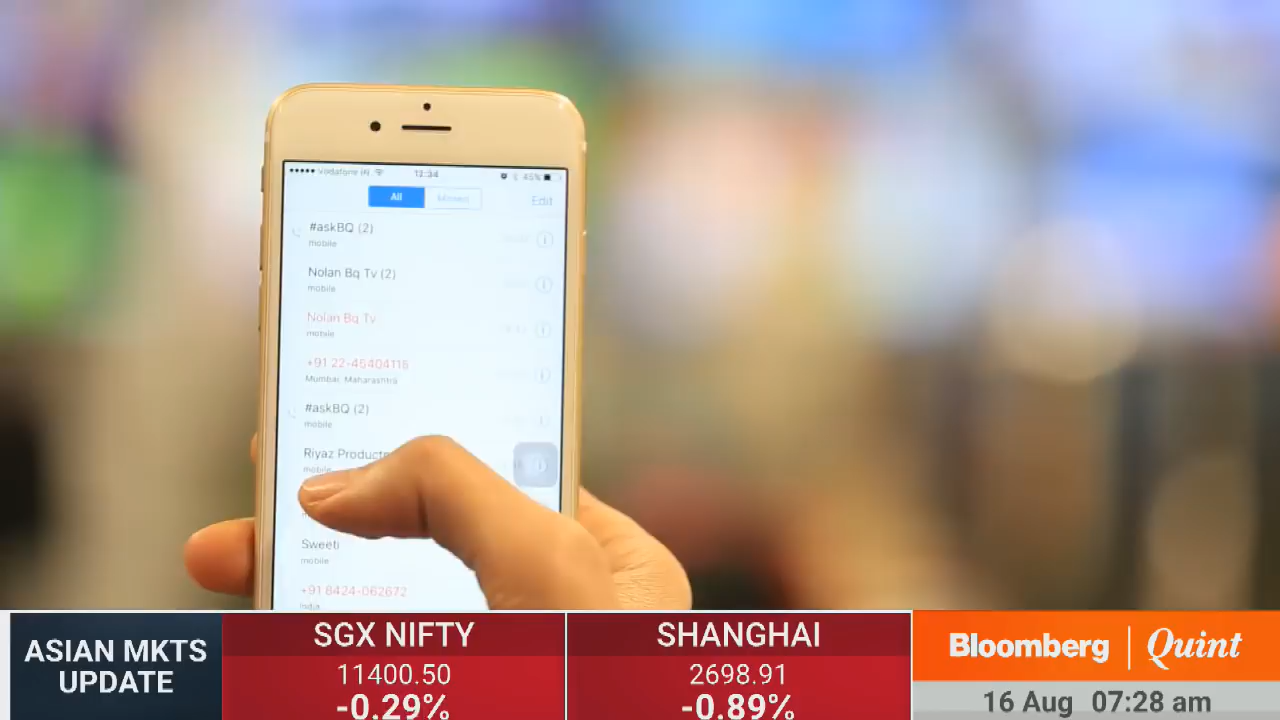 Vodafone IN 12:34 45%
All Missed Edit
#askBQ (2)
mobile
Nolan Bq Tv (2)
mobile
Nolan Bq Tv
mobile
+91 22-45404116
Mumbai, Maharashtra
#askBQ (2)
mobile
Riyaz Producte
mobile
Sweeti
mobile
+91 8424-062672
India
ASIAN MKTS
UPDATE
SGX NIFTY
11400.50
-0.29%
SHANGHAI
2698.91
-0.89%
Bloomberg | Quint
16 Aug 07:28 am